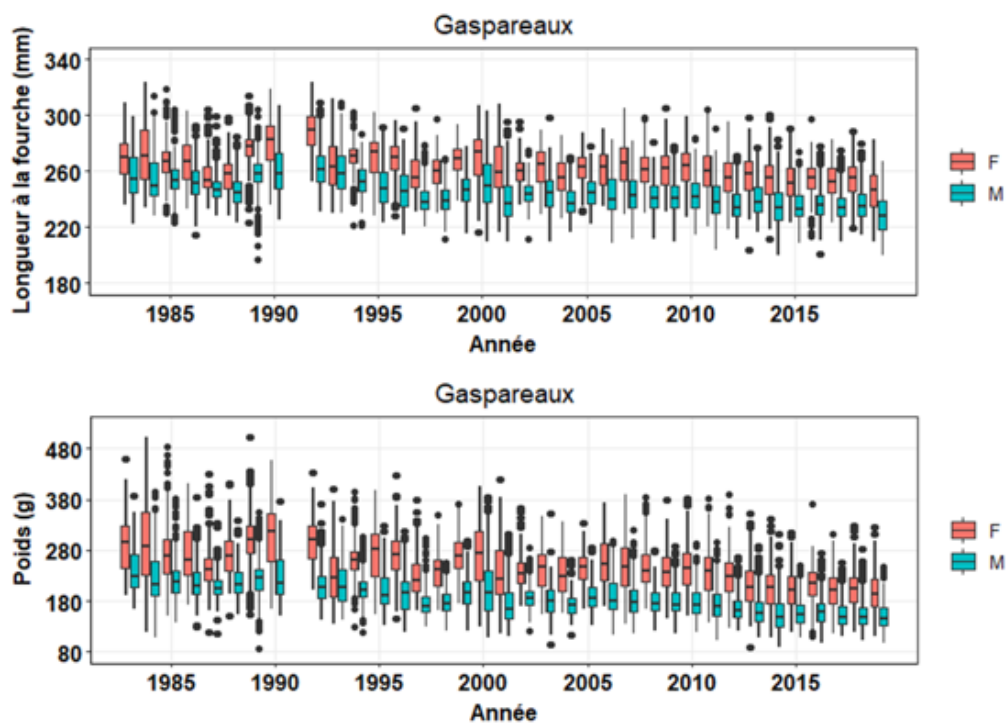 Gaspareaux
Longueur à la fourche (mm)
340
300
260
220
180
1985 1990 1995 2000 2005 2010 2015
Année
F
M
Gaspareaux
Poids (g)
480
380
280
180
80
1985 1990 1995 2000 2005 2010 2015
Année
F
M